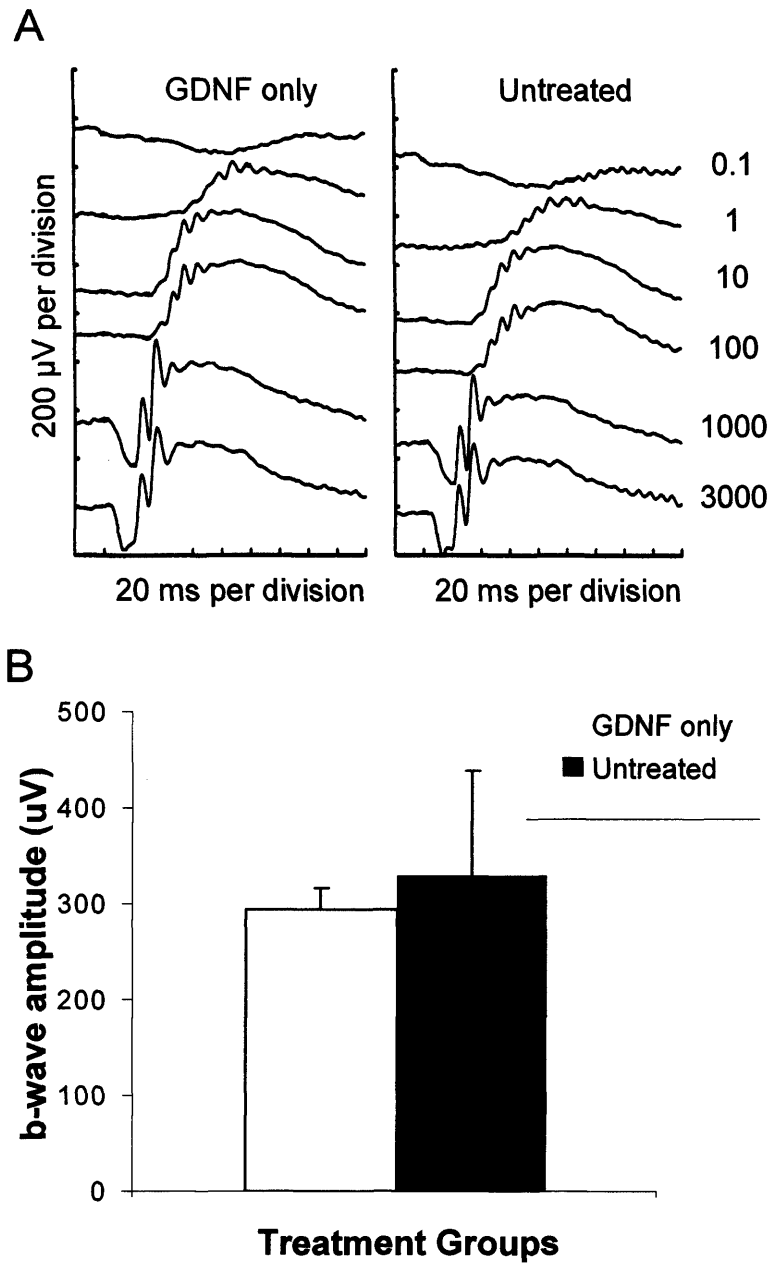 A
GDNF only
Untreated
200 µV per division
0.1
1
10
100
1000
3000
20 ms per division
20 ms per division
B
b-wave amplitude (uV)
500
400
300
200
100
0
GDNF only
Untreated
Treatment Groups